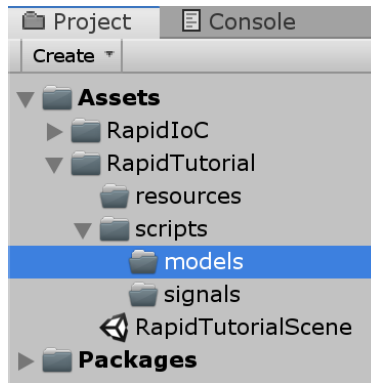 Project Console
Create
Assets
RapidIoC
RapidTutorial
resources
scripts
models
signals
RapidTutorialScene
Packages